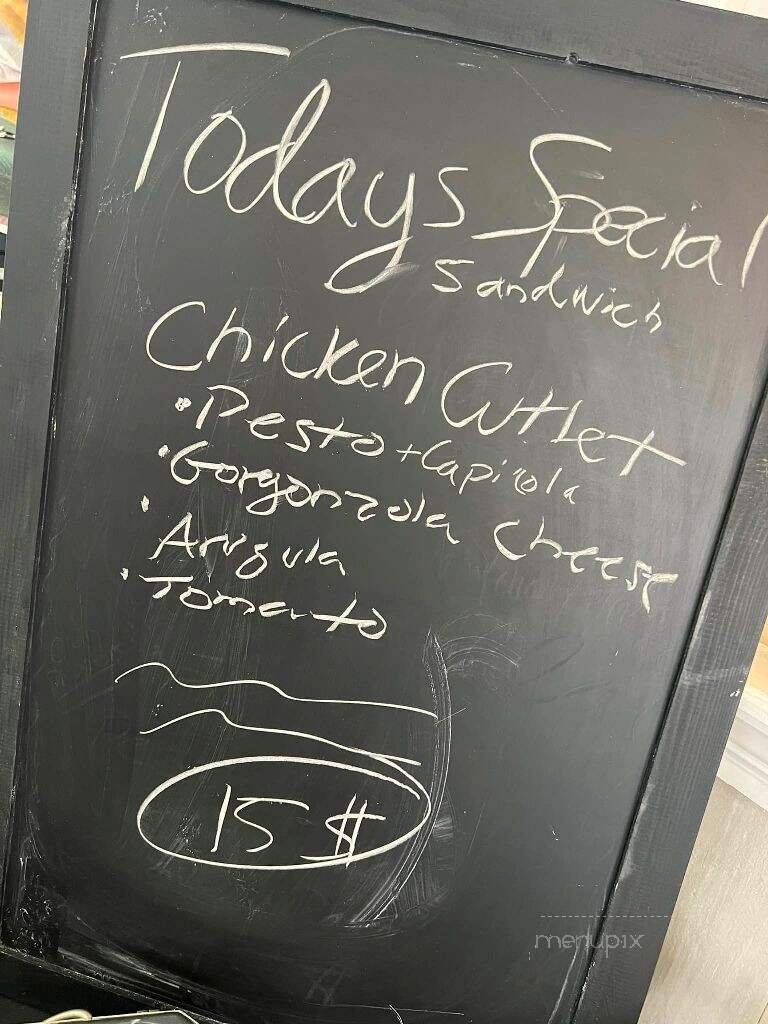 Todays Special
Sandwich
Chicken Cutlet
• Pesto + Capicola
• Gorgonzola cheese
• Arugula
• Tomato
15 $
menupix